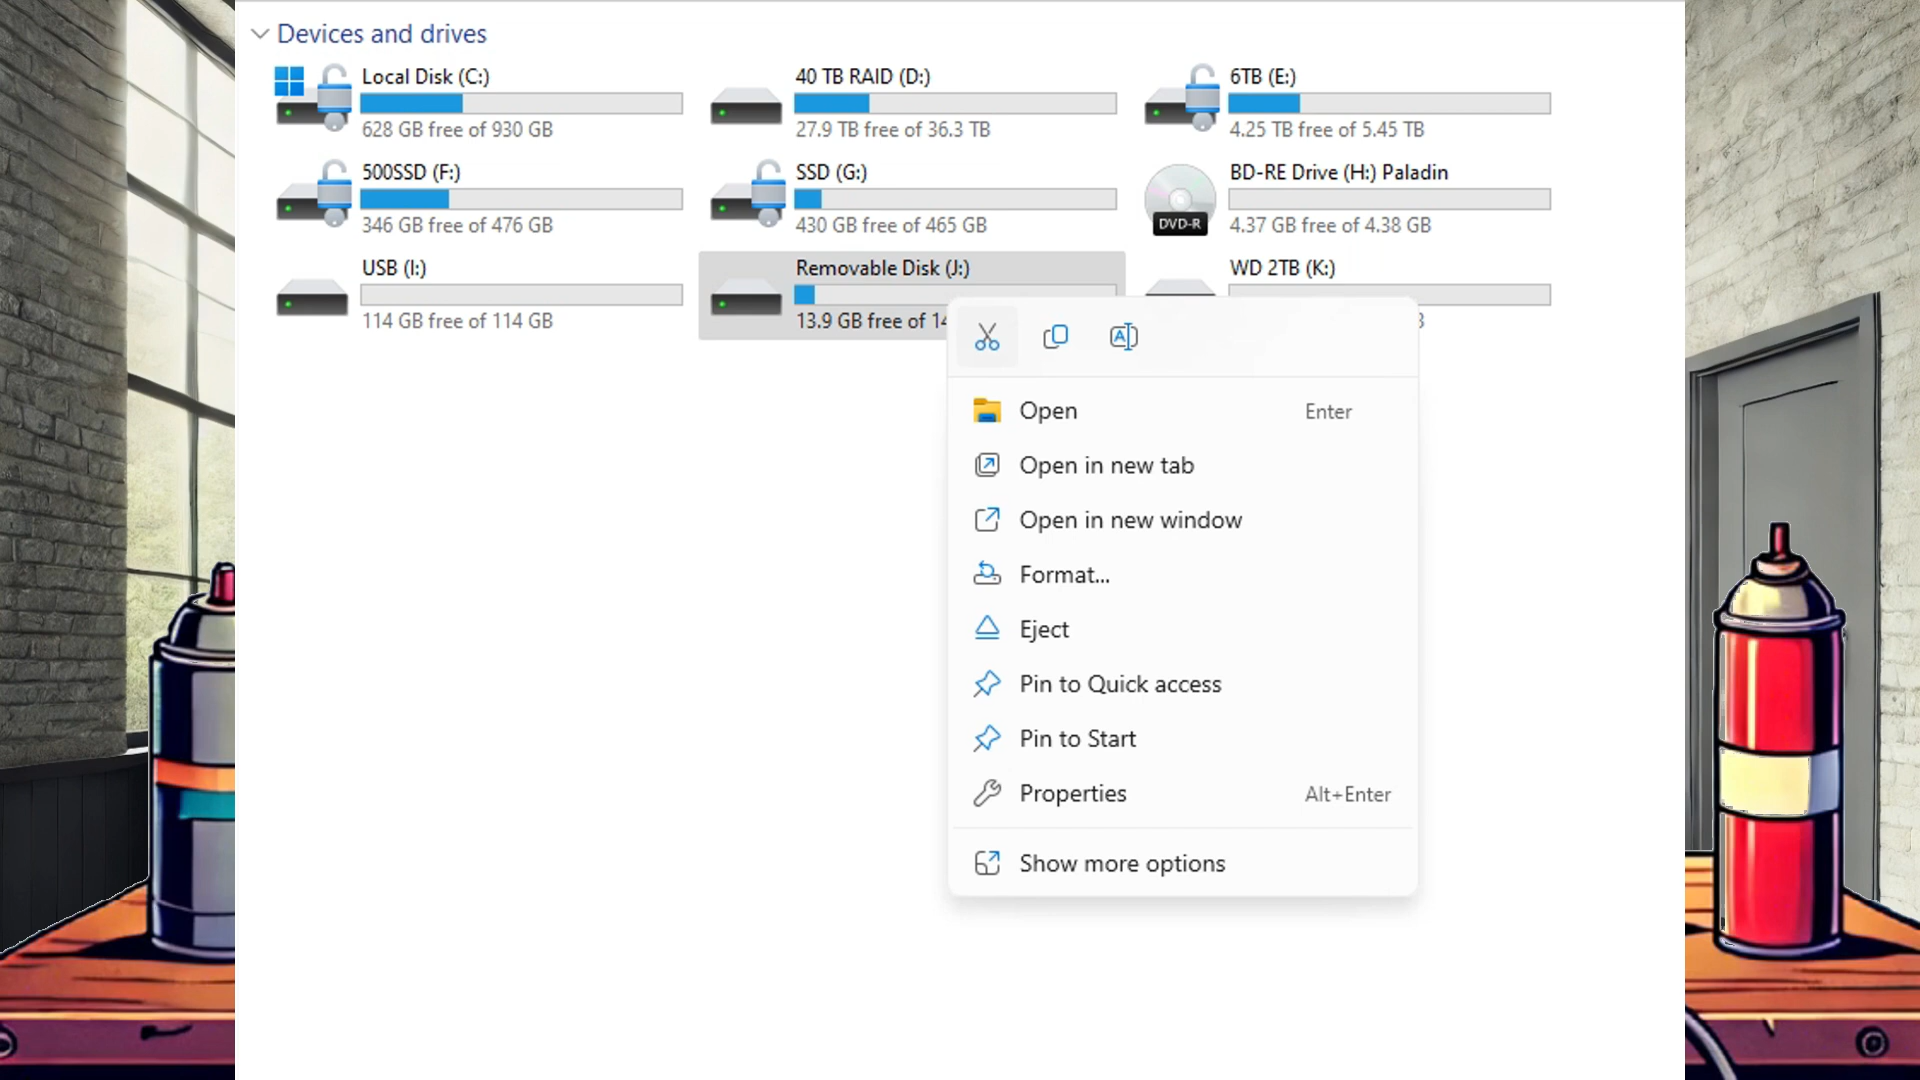 Devices and drives
Local Disk (C:)
628 GB free of 930 GB
40 TB RAID (D:)
27.9 TB free of 36.3 TB
6TB (E:)
4.25 TB free of 5.45 TB
500SSD (F:)
346 GB free of 476 GB
SSD (G:)
430 GB free of 465 GB
DVD-R
BD-RE Drive (H:) Paladin
4.37 GB free of 4.38 GB
USB (I:)
114 GB free of 114 GB
Removable Disk (J:)
13.9 GB free of
WD 2TB (K:)
A
Open Enter
Open in new tab
Open in new window
Format...
Eject
Pin to Quick access
Pin to Start
Properties Alt+Enter
Show more options